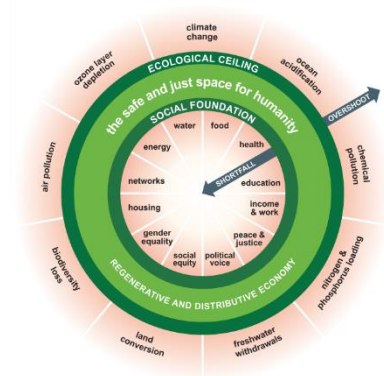 climate
change
ocean
acidification
chemical
pollution
nitrogen &
phosphorus loading
freshwater
withdrawals
land
conversion
biodiversity
loss
air pollution
ozone layer
depletion
ECOLOGICAL CEILING
the safe and just space for humanity
SOCIAL FOUNDATION
OVERSHOOT
SHORTFALL
water
food
health
education
income
& work
peace &
justice
political
voice
social
equity
gender
equality
housing
networks
energy
REGENERATIVE AND DISTRIBUTIVE ECONOMY